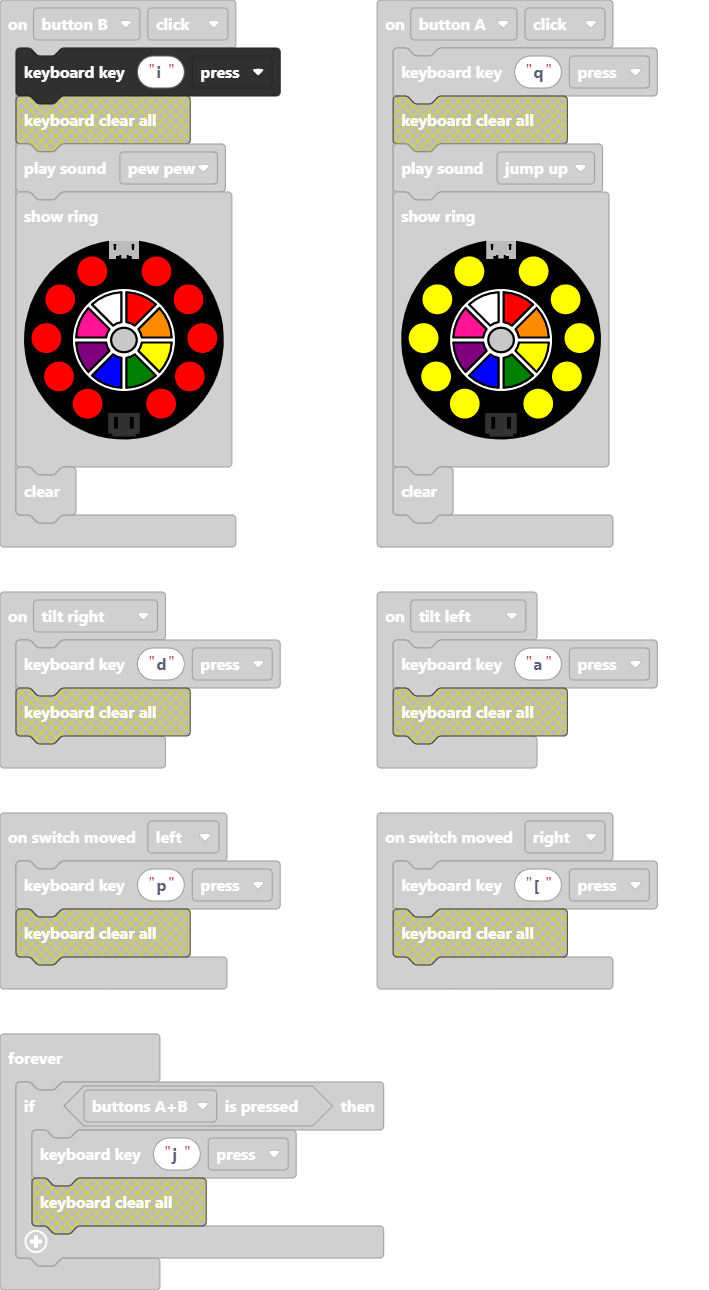 on button B click
keyboard key "i" press
keyboard clear all
play sound pew pew
show ring
clear
on button A click
keyboard key "q" press
keyboard clear all
play sound jump up
show ring
clear
on tilt right
keyboard key "d" press
keyboard clear all
on tilt left
keyboard key "a" press
keyboard clear all
on switch moved left
keyboard key "p" press
keyboard clear all
on switch moved right
keyboard key "[" press
keyboard clear all
forever
if buttons A+B is pressed then
keyboard key "j" press
keyboard clear all